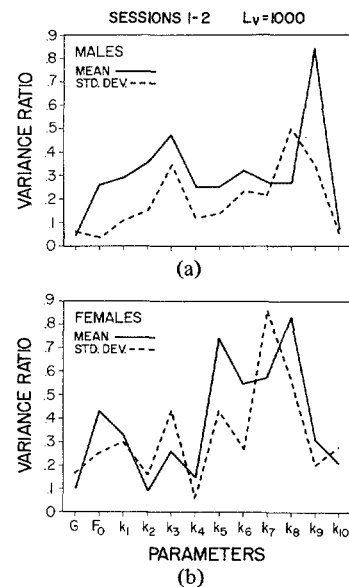 SESSIONS 1-2 Lv=1000
.9
MALES
.8
MEAN
.7
STD. DEV.
.6
.5
.4
.3
.2
.1
0
VARIANCE RATIO
(a)
.9
FEMALES
.8
MEAN
.7
STD. DEV.
.6
.5
.4
.3
.2
.1
VARIANCE RATIO
G F0 k1 k2 k3 k4 k5 k6 k7 k8 k9 k10
PARAMETERS
(b)